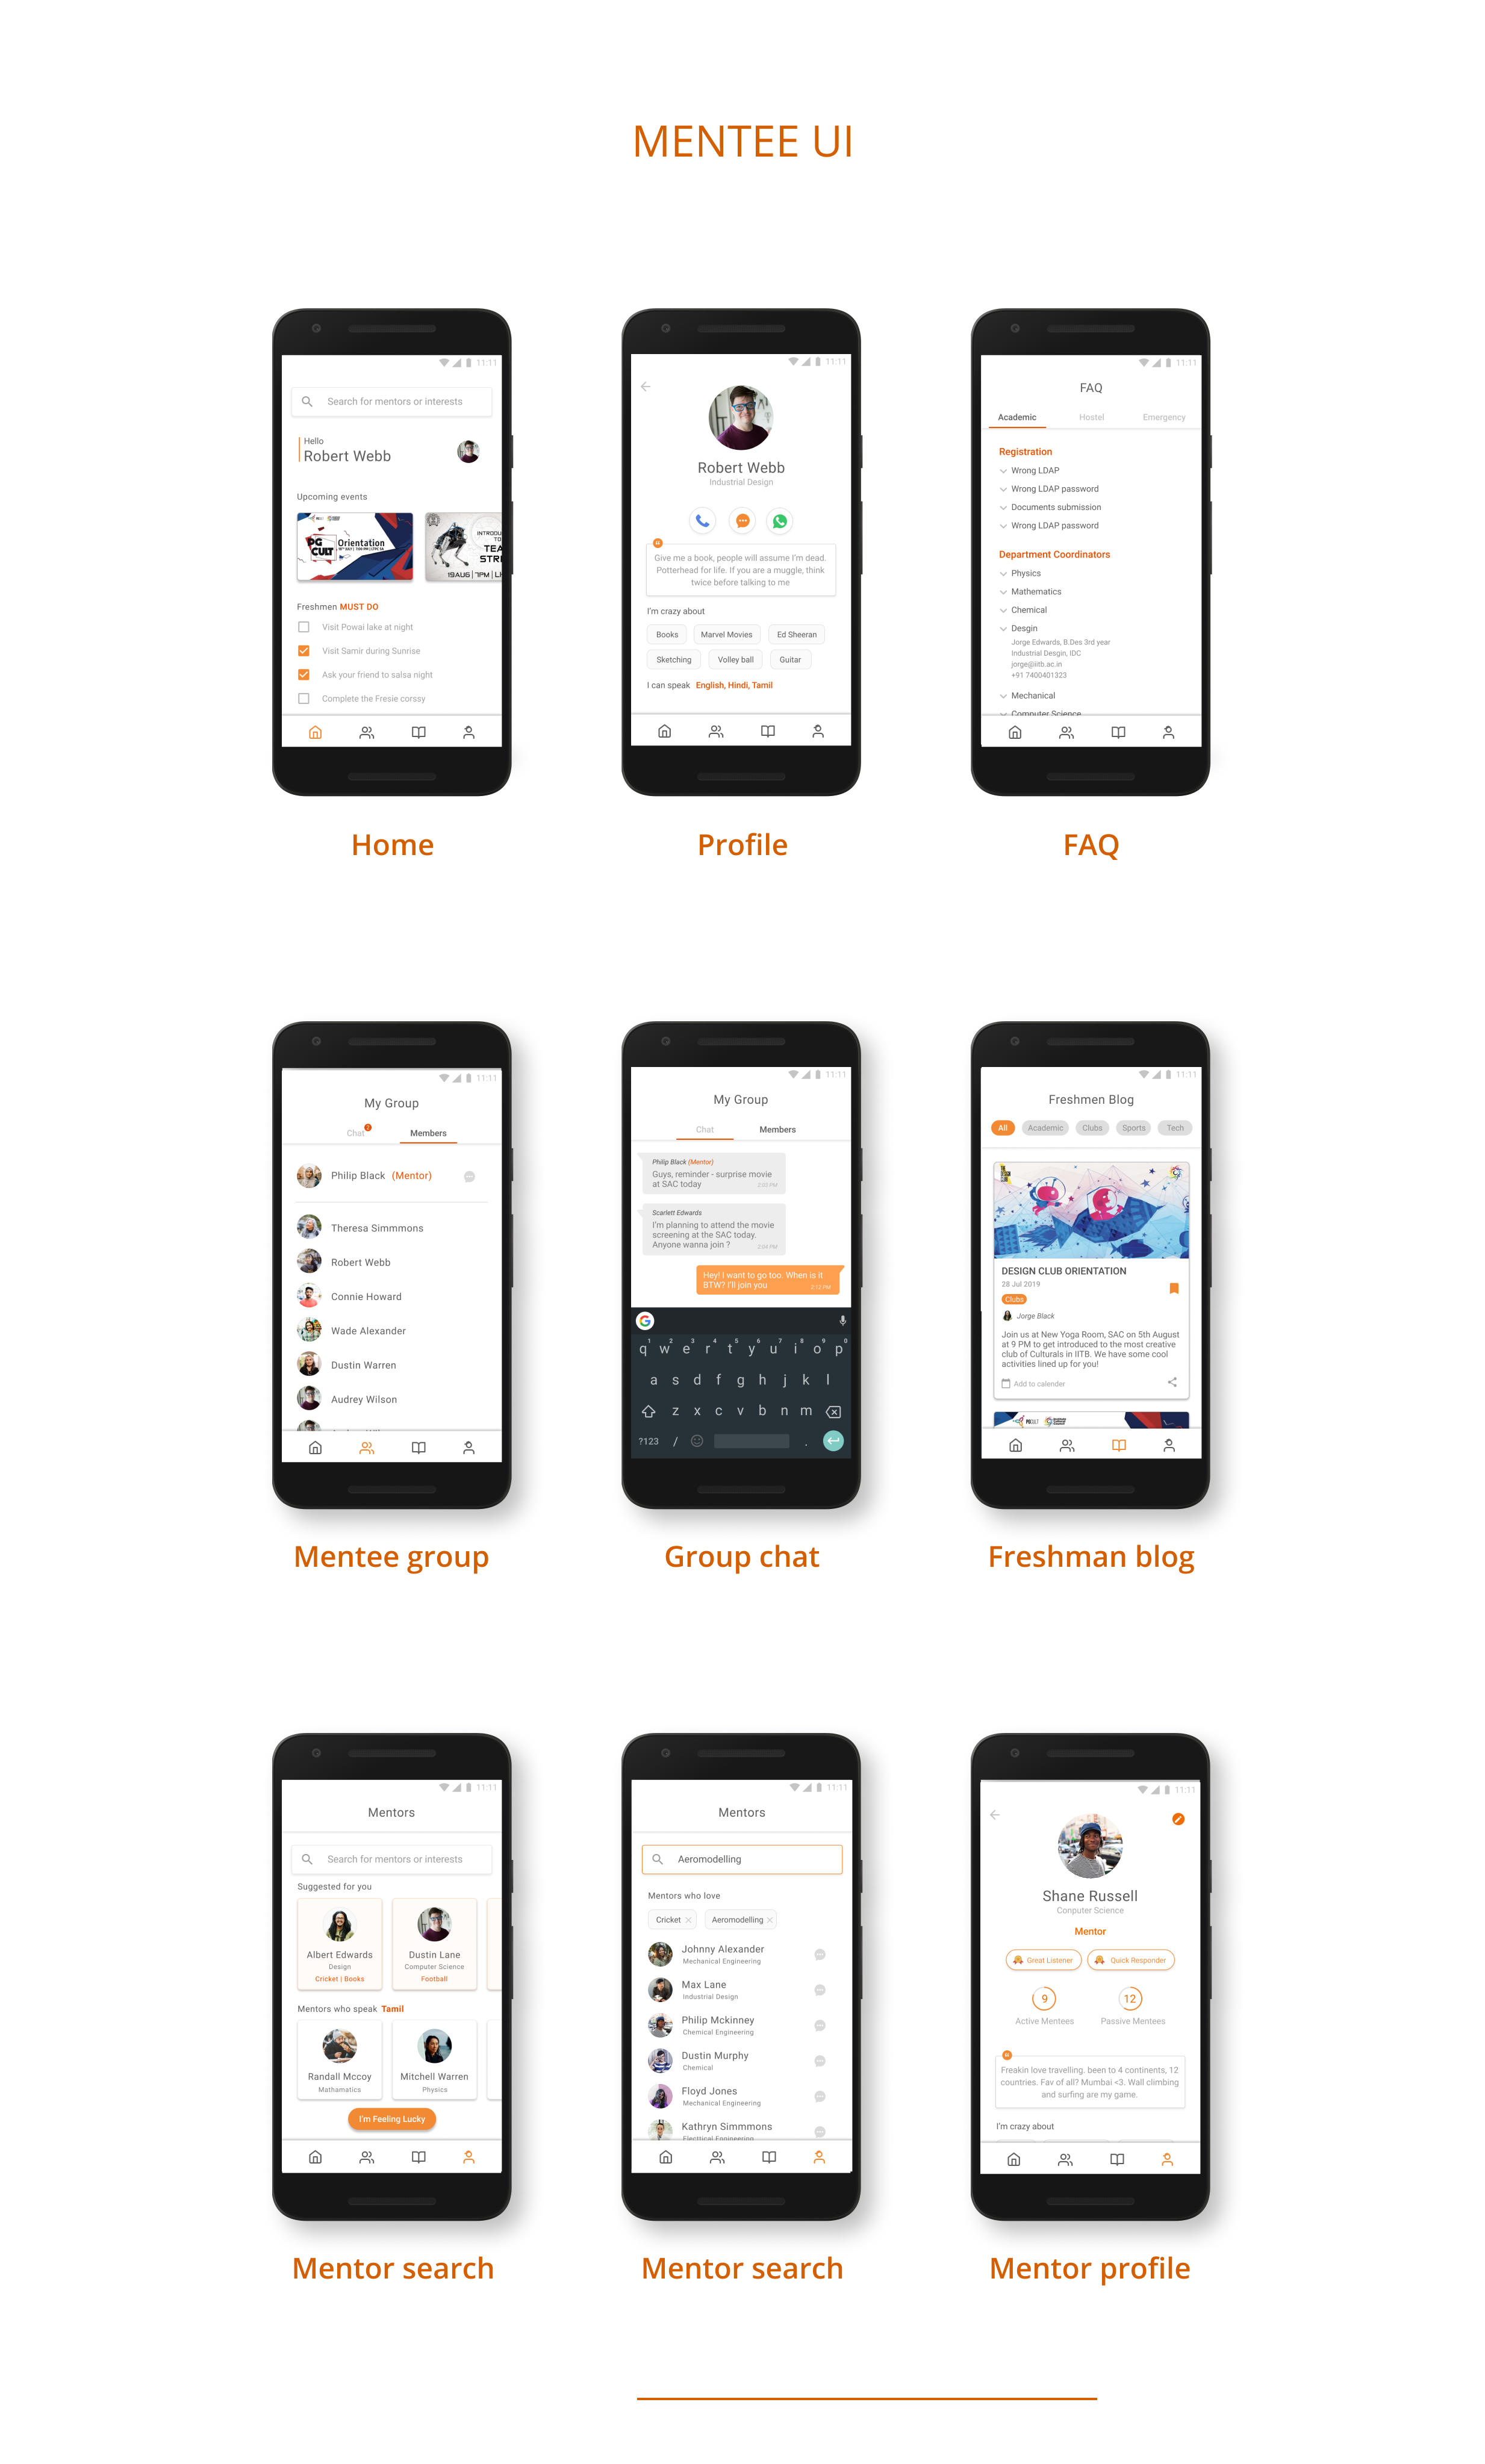 MENTEE UI
11:11
Search for mentors or interests
Hello
Robert Webb
Upcoming events
PG CULT
Orientation
INTRODU
TO
TEA
STRI
19AUG | 7PM | LH
Freshmen MUST DO
Visit Powai lake at night
Visit Samir during Sunrise
Ask your friend to salsa night
Complete the Fresie corssy
Home
11:11
Robert Webb
Industrial Design
Give me a book, people will assume I'm dead.
Potterhead for life. If you are a muggle, think
twice before talking to me
I'm crazy about
Books Marvel Movies Ed Sheeran
Sketching Volley ball Guitar
I can speak English, Hindi, Tamil
Profile
11:11
FAQ
Academic Hostel Emergency
Registration
Wrong LDAP
Wrong LDAP password
Documents submission
Wrong LDAP password
Department Coordinators
Physics
Mathematics
Chemical
Desgin
Jorge Edwards, B.Des 3rd year
Industrial Desgin, IDC
jorge@iitb.ac.in
+91 7400401323
Mechanical
Computer Science
FAQ
11:11
My Group
Chat 2 Members
Philip Black (Mentor)
Theresa Simmmons
Robert Webb
Connie Howard
Wade Alexander
Dustin Warren
Audrey Wilson
Mentee group
11:11
My Group
Chat Members
Philip Black (Mentor)
Guys, reminder - surprise movie
at SAC today 2:03 PM
Scarlett Edwards
I'm planning to attend the movie
screening at the SAC today.
Anyone wanna join ? 2:04 PM
Hey! I want to go too. When is it
BTW? I'll join you 2:12 PM
G
1 2 3 4 5 6 7 8 9 0
q w e r t y u i o p
a s d f g h j k l
z x c v b n m
?123 / .
Group chat
11:11
Freshmen Blog
All Academic Clubs Sports Tech
DESIGN CLUB ORIENTATION
28 Jul 2019
Clubs
Jorge Black
Join us at New Yoga Room, SAC on 5th August
at 9 PM to get introduced to the most creative
club of Culturals in IITB. We have some cool
activities lined up for you!
Add to calender
PGCULT
Freshman blog
11:11
Mentors
Search for mentors or interests
Suggested for you
Albert Edwards
Design
Cricket | Books
Dustin Lane
Computer Science
Football
Mentors who speak Tamil
Randall Mccoy
Mathamatics
Mitchell Warren
Physics
I'm Feeling Lucky
Mentor search
11:11
Mentors
Aeromodelling
Mentors who love
Cricket Aeromodelling
Johnny Alexander
Mechanical Engineering
Max Lane
Industrial Design
Philip Mckinney
Chemical Engineering
Dustin Murphy
Chemical
Floyd Jones
Mechanical Engineering
Kathryn Simmmons
Electtical Engineering
Mentor search
11:11
Shane Russell
Conputer Science
Mentor
Great Listener Quick Responder
9 12
Active Mentees Passive Mentees
Freakin love travelling. been to 4 continents, 12
countries. Fav of all? Mumbai <3. Wall climbing
and surfing are my game.
I'm crazy about
Mentor profile